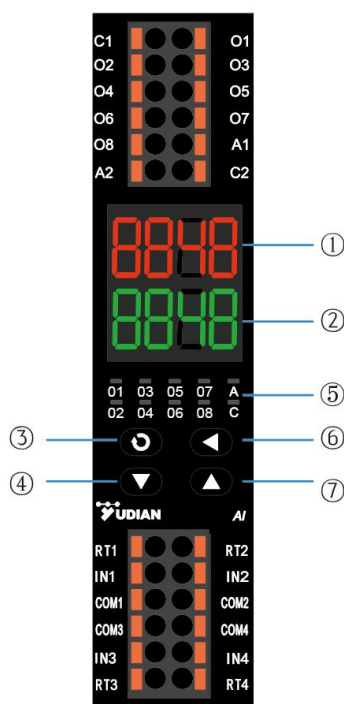 C1 O1
O2 O3
O4 O5
O6 O7
O8 A1
A2 C2
8848 ①
8848 ②
01 03 05 07 A ⑤
02 04 06 08 C
③ ⑥
④ ⑦
YUDIAN AI
RT1 RT2
IN1 IN2
COM1 COM2
COM3 COM4
IN3 IN4
RT3 RT4